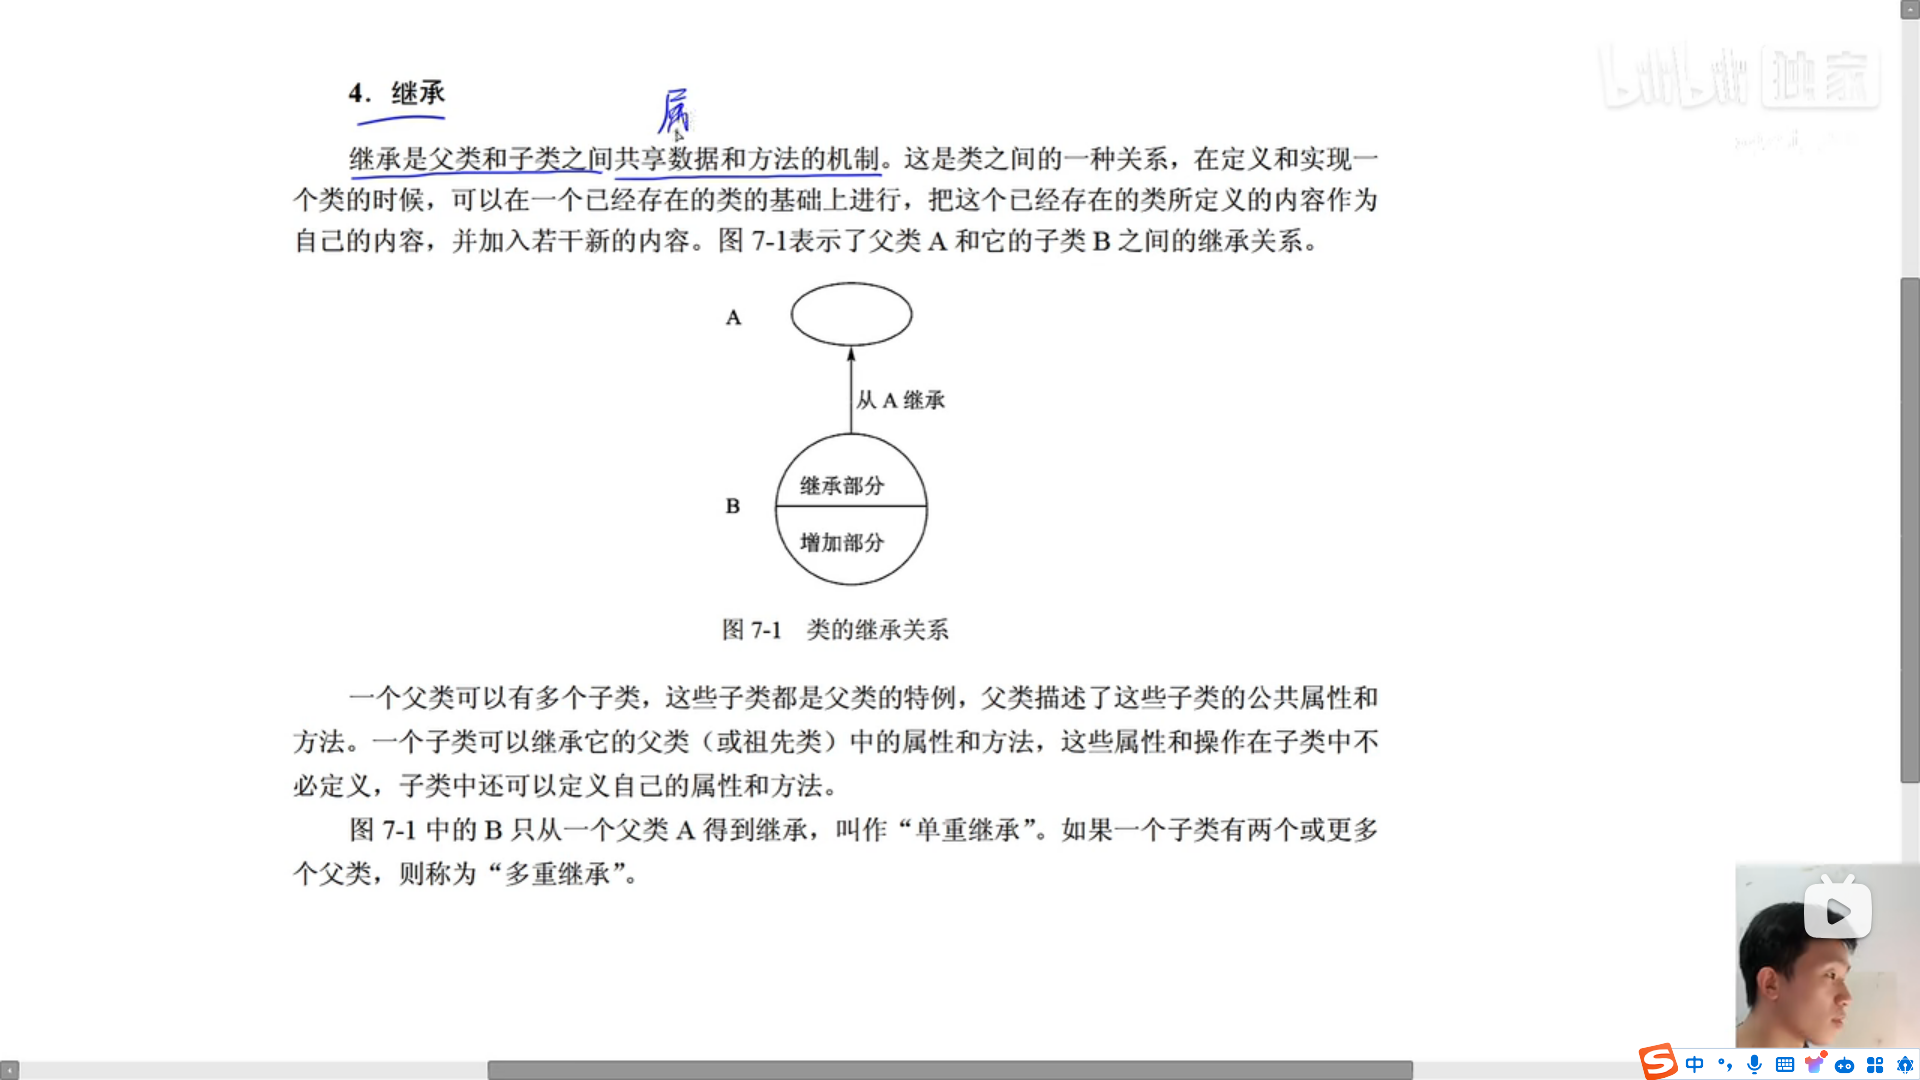 bilibili 独家
4. 继承
属
继承是父类和子类之间共享数据和方法的机制。这是类之间的一种关系，在定义和实现一
个类的时候，可以在一个已经存在的类的基础上进行，把这个已经存在的类所定义的内容作为
自己的内容，并加入若干新的内容。图 7-1表示了父类 A 和它的子类 B 之间的继承关系。
A
从 A 继承
继承部分
B
增加部分
图 7-1 类的继承关系
一个父类可以有多个子类，这些子类都是父类的特例，父类描述了这些子类的公共属性和
方法。一个子类可以继承它的父类（或祖先类）中的属性和方法，这些属性和操作在子类中不
必定义，子类中还可以定义自己的属性和方法。
图 7-1 中的 B 只从一个父类 A 得到继承，叫作“单重继承”。如果一个子类有两个或更多
个父类，则称为“多重继承”。
中